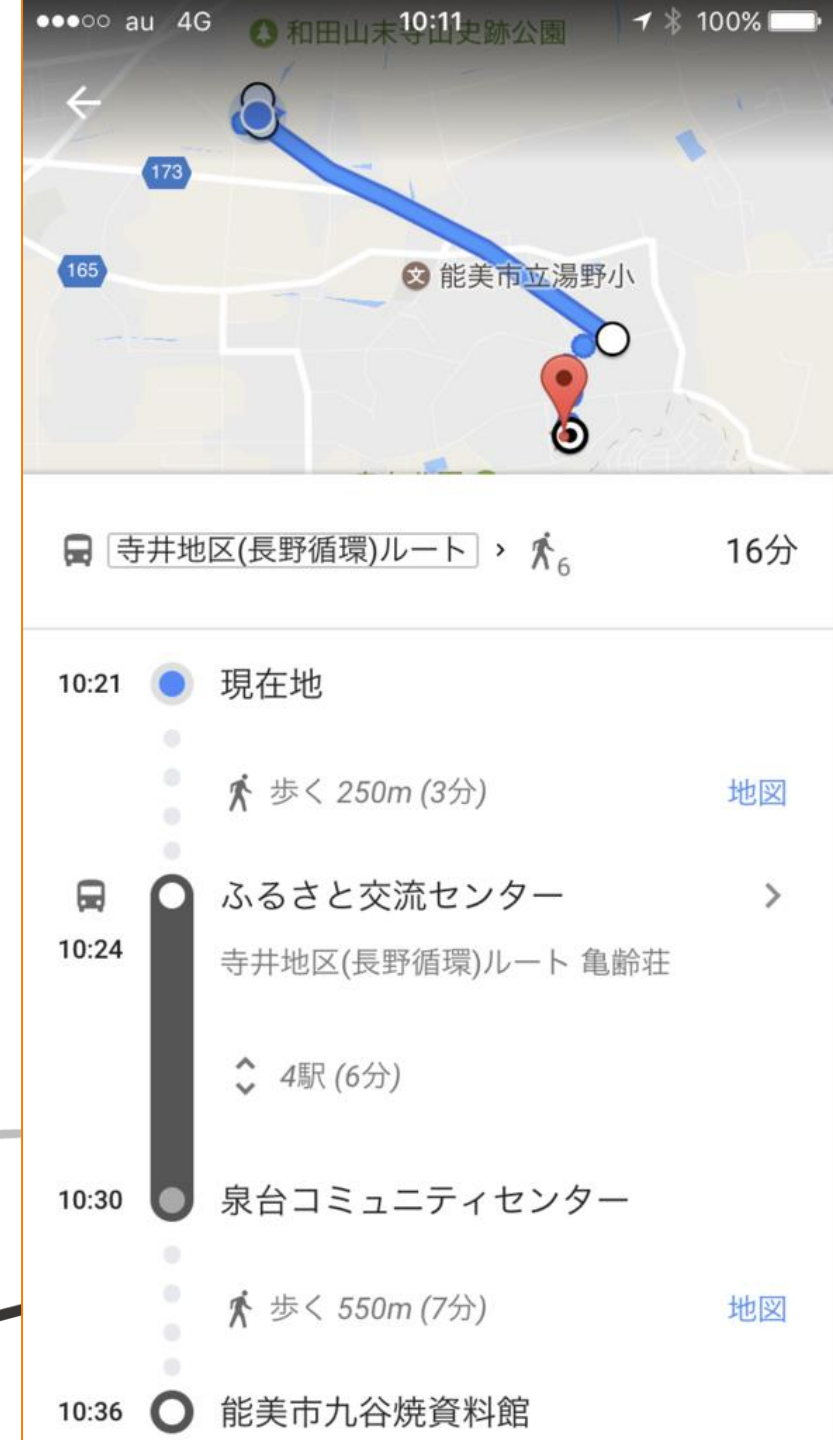 au 4G 10:11 100%
和田山末寺山史跡公園
173
165
能美市立湯野小
寺井地区(長野循環)ルート 6 16分
10:21 現在地
歩く 250m (3分) 地図
ふるさと交流センター
10:24 寺井地区(長野循環)ルート 亀齢荘
4駅 (6分)
10:30 泉台コミュニティセンター
歩く 550m (7分) 地図
10:36 能美市九谷焼資料館